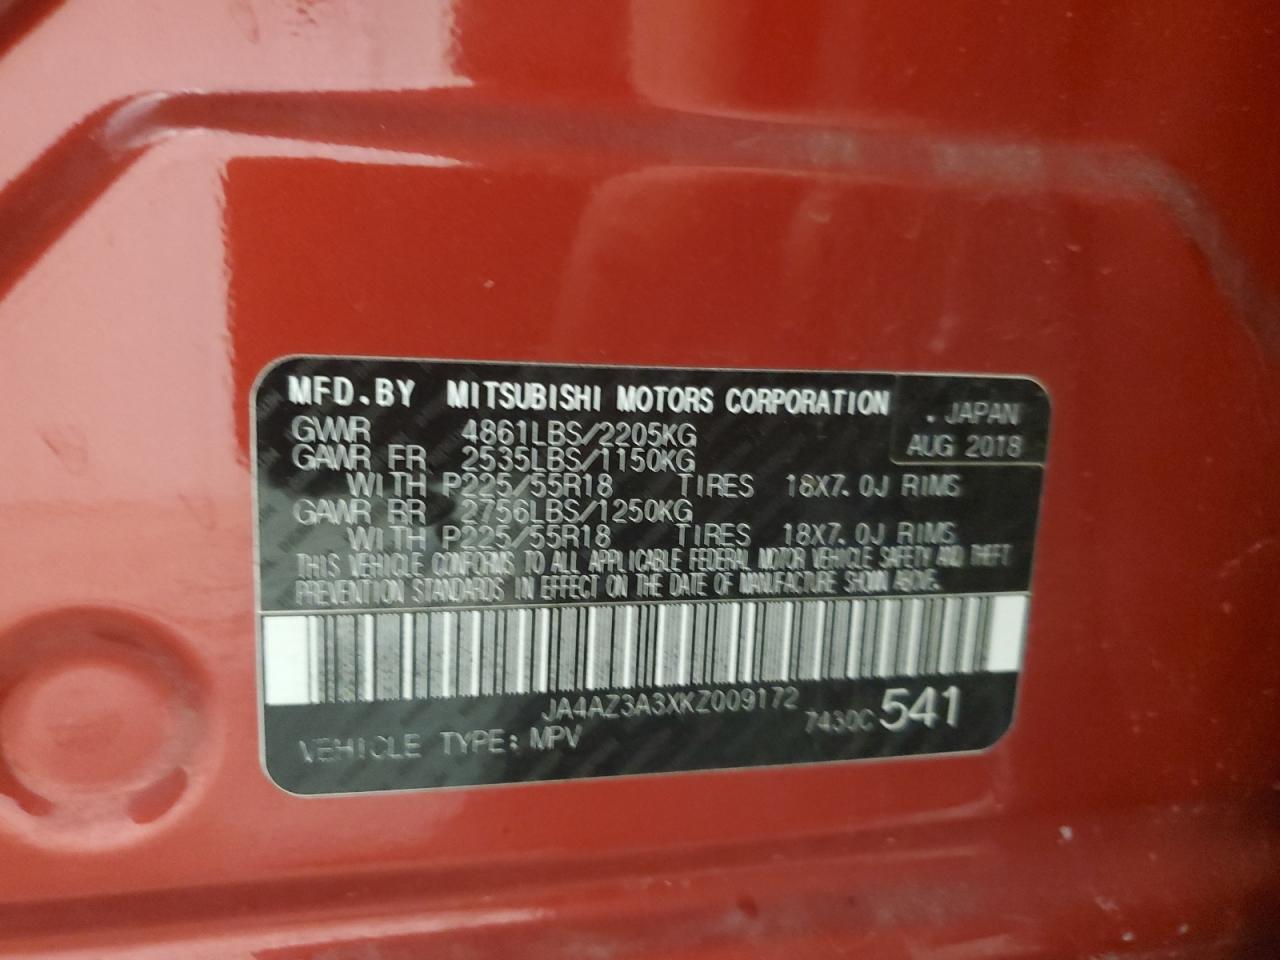 MFD.BY MITSUBISHI MOTORS CORPORATION . JAPAN
GVWR 4861LBS/2205KG AUG 2018
GAWR FR 2535LBS/1150KG
WITH P225/55R18 TIRES 18X7.0J RIMS
GAWR RR 2756LBS/1250KG
WITH P225/55R18 TIRES 18X7.0J RIMS
THIS VEHICLE CONFORMS TO ALL APPLICABLE FEDERAL MOTOR VEHICLE SAFETY AND THEFT
PREVENTION STANDARDS IN EFFECT ON THE DATE OF MANUFACTURE SHOWN ABOVE.
JA4AZ3A3XKZ009172
7430C 541
VEHICLE TYPE: MPV